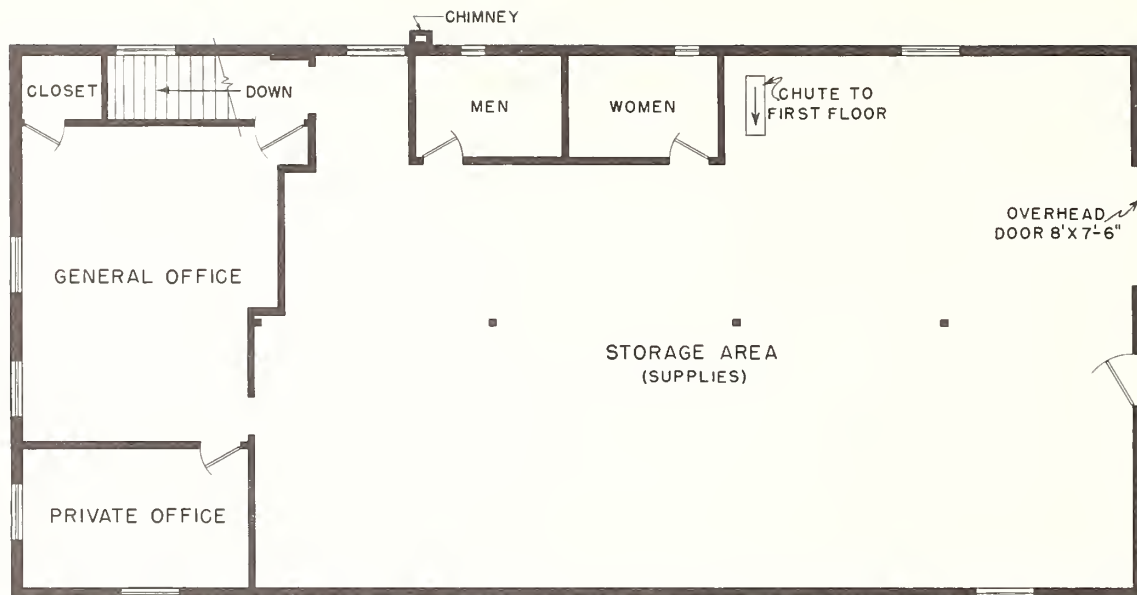 CHIMNEY
CLOSET
DOWN
MEN
WOMEN
CHUTE TO
FIRST FLOOR
OVERHEAD
DOOR 8'X 7'-6"
GENERAL OFFICE
STORAGE AREA
(SUPPLIES)
PRIVATE OFFICE